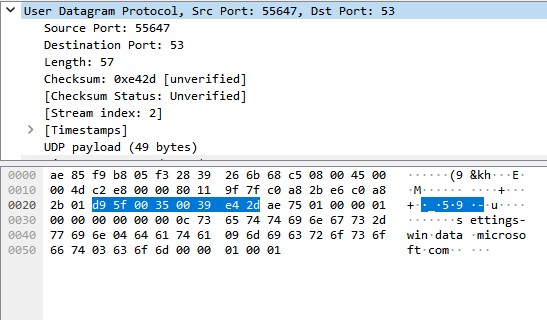 User Datagram Protocol, Src Port: 55647, Dst Port: 53
Source Port: 55647
Destination Port: 53
Length: 57
Checksum: 0xe42d [unverified]
[Checksum Status: Unverified]
[Stream index: 2]
[Timestamps]
UDP payload (49 bytes)
0000 ae 85 f9 b8 05 f3 28 39 26 6b 68 c5 08 00 45 00 ······(9 &kh···E·
0010 00 4d c2 e8 00 00 80 11 9f 7f c0 a8 2b e6 c0 a8 ·M······ ····+···
0020 2b 01 d9 5f 00 35 00 39 e4 2d ae 75 01 00 00 01 +··_·5·9 ·-·u····
0030 00 00 00 00 00 00 0c 73 65 74 74 69 6e 67 73 2d ·······s ettings-
0040 77 69 6e 04 64 61 74 61 09 6d 69 63 72 6f 73 6f win·data ·microso
0050 66 74 03 63 6f 6d 00 00 01 00 01 ft·com·· ···